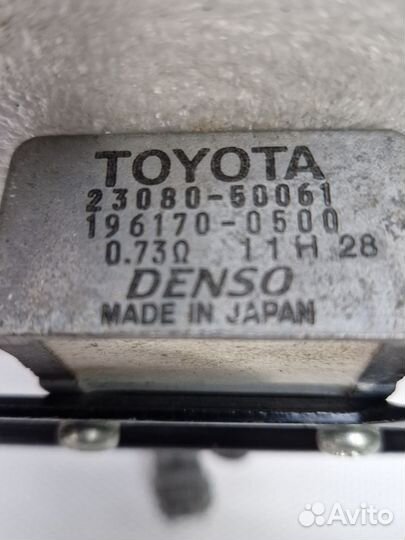 TOYOTA
23080-50061
196170-0500
0.73Ω 11H 28
DENSO
MADE IN JAPAN
Avito